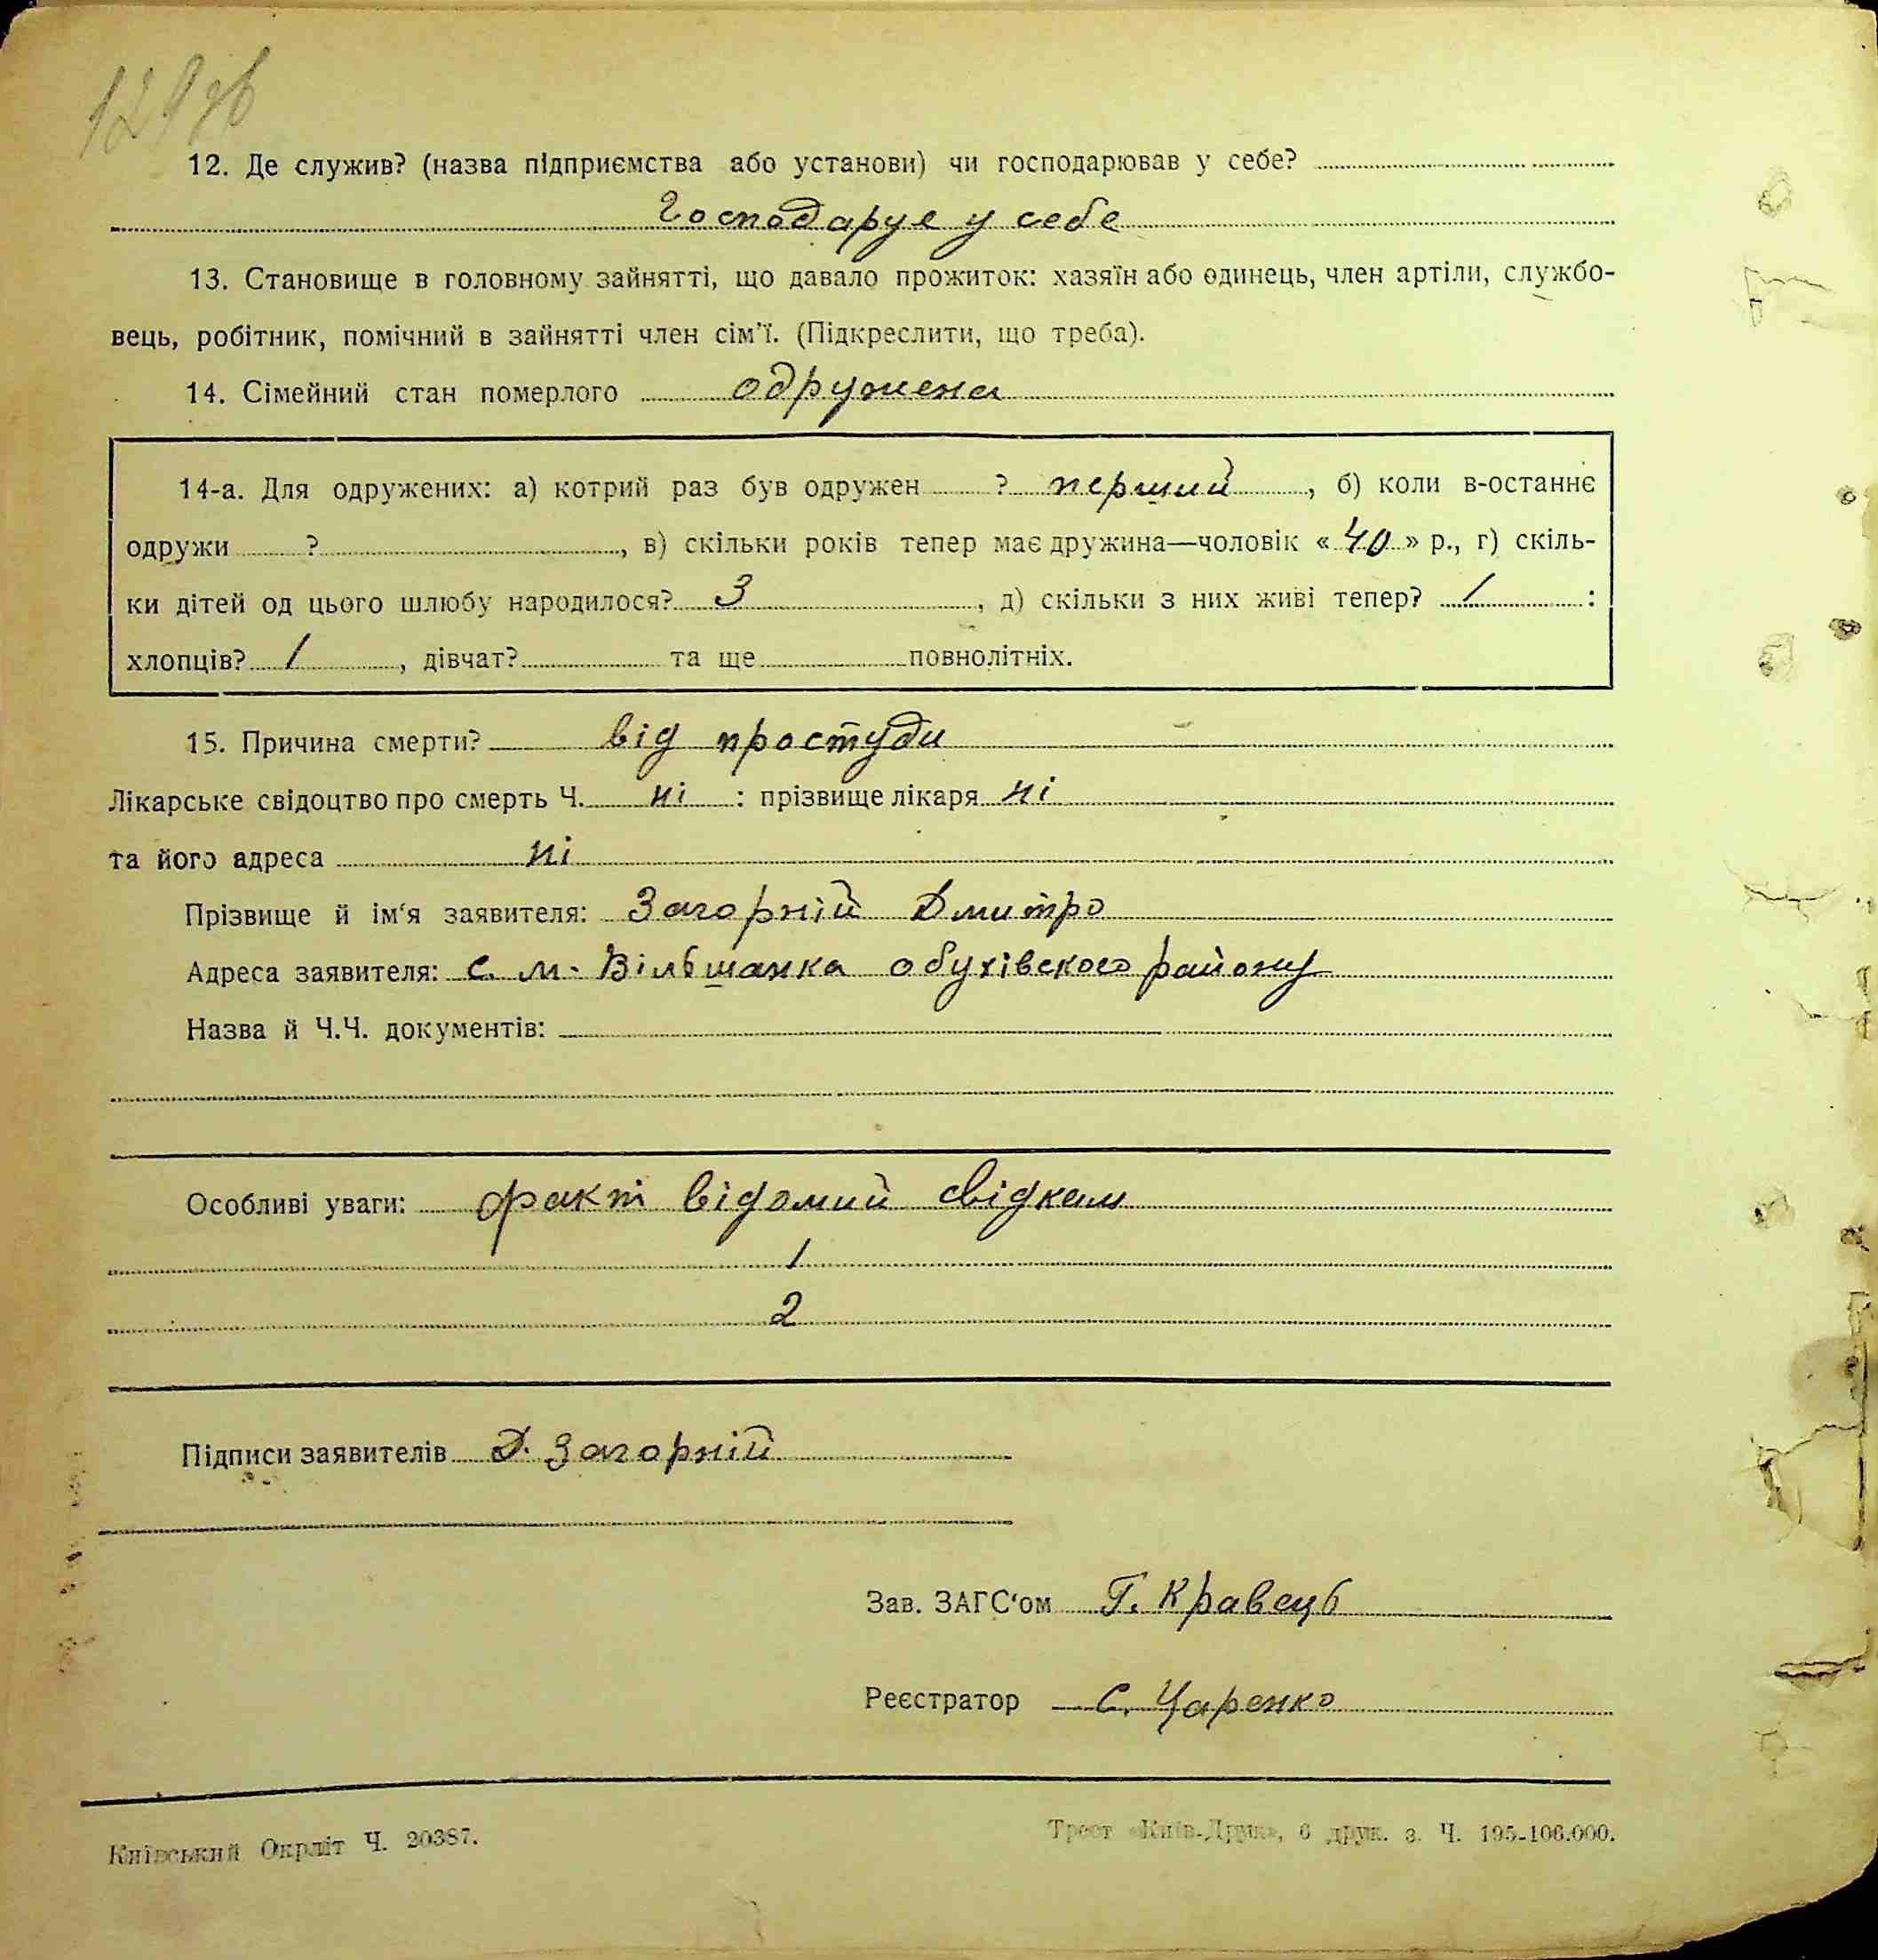 129 зв
12. Де служив? (назва підприємства або установи) чи господарював у себе?
Господарує у себе
13. Становище в головному зайнятті, що давало прожиток: хазяїн або одинець, член артіли, службо-
вець, робітник, помічний в зайнятті член сім'ї. (Підкреслити, що треба).
14. Сімейний стан померлого одружена
14-а. Для одружених: а) котрий раз був одружен ? перший, б) коли в-останнє
одружи ?, в) скільки років тепер має дружина—чоловік «40» р., г) скіль-
ки дітей од цього шлюбу народилося? 3, д) скільки з них живі тепер? 1 :
хлопців? 1, дівчат? та ще повнолітніх.
15. Причина смерти? від простуди
Лікарське свідоцтво про смерть Ч. ні : прізвище лікаря ні
та його адреса ні
Прізвище й ім'я заявителя: Загорній Дмитро
Адреса заявителя: с. м. Вільшанка обухівского району
Назва й Ч.Ч. документів:
Особливі уваги: факт відомий свідкам
1
2
Підписи заявителів Д. Загорній
Зав. ЗАГС'ом Г. Кравець
Реєстратор С. Царенко
Київський Окрліт Ч. 20387.
Трест «Київ-Друк», 6 друк. з. Ч. 195-106.000.